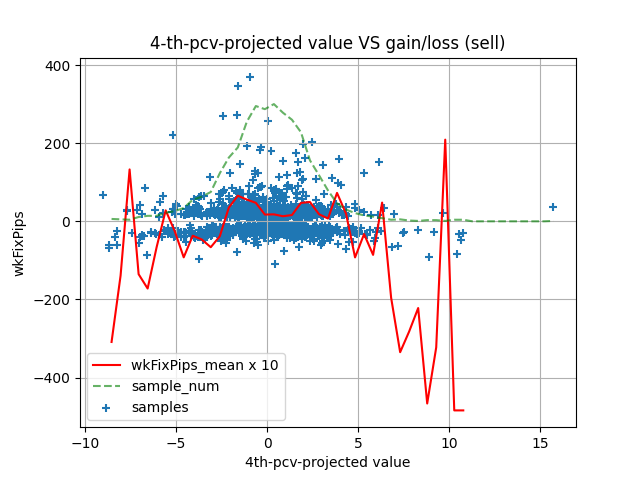 4-th-pcv-projected value VS gain/loss (sell)
400
200
0
−200
−400
wkFixPips
wkFixPips_mean x 10
sample_num
samples
−10
−5
0
5
10
15
4th-pcv-projected value